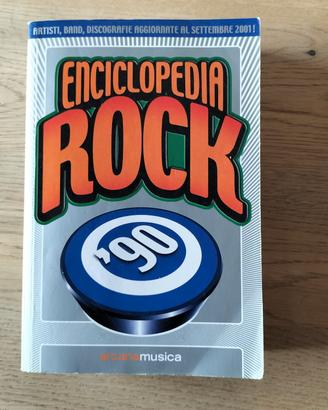 ARTISTI, BAND, DISCOGRAFIE AGGIORNATE AL SETTEMBRE 2001!
ENCICLOPEDIA
ROCK
'90
arcanamusica